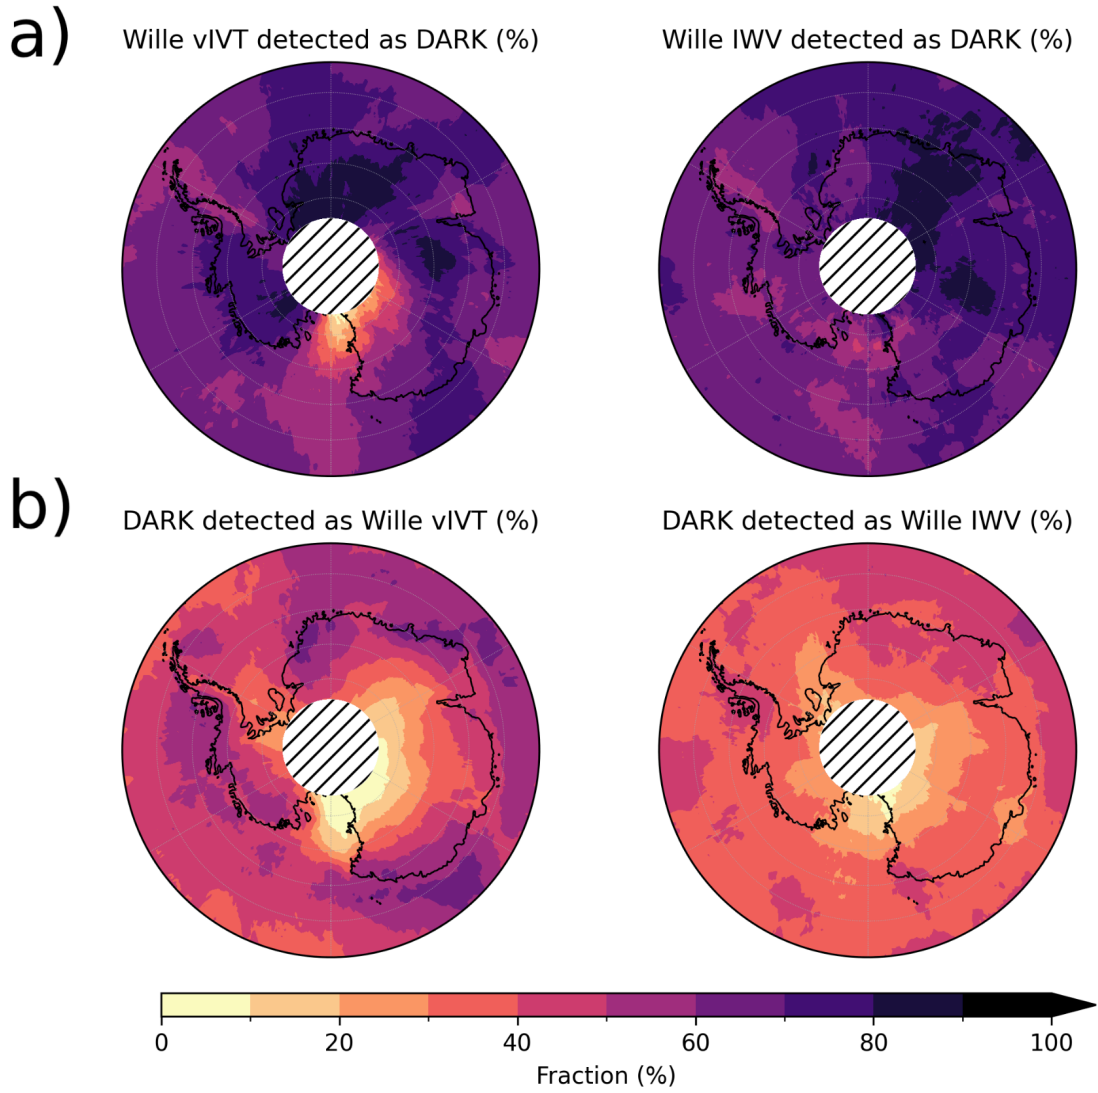 a)
Wille vIVT detected as DARK (%)
Wille IWV detected as DARK (%)
b)
DARK detected as Wille vIVT (%)
DARK detected as Wille IWV (%)
0 20 40 60 80 100
Fraction (%)